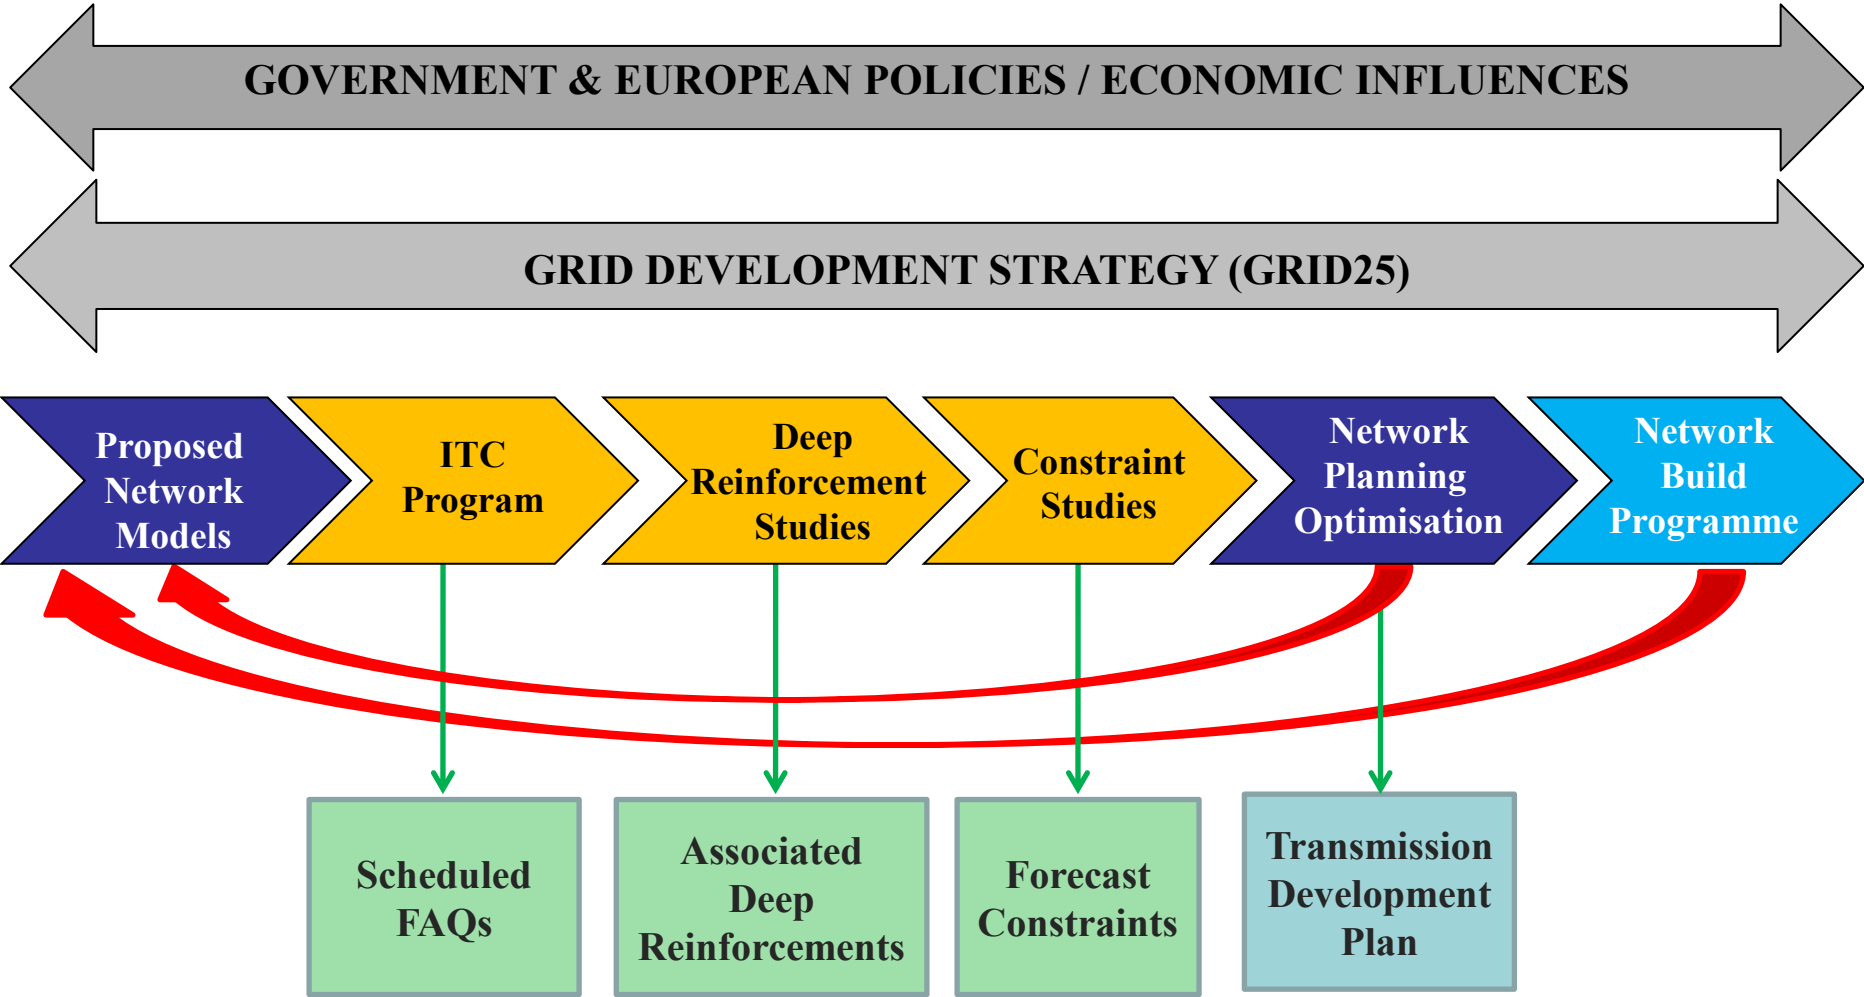 GOVERNMENT & EUROPEAN POLICIES / ECONOMIC INFLUENCES
GRID DEVELOPMENT STRATEGY (GRID25)
Proposed
Network
Models
ITC
Program
Deep
Reinforcement
Studies
Constraint
Studies
Network
Planning
Optimisation
Network
Build
Programme
Scheduled
FAQs
Associated
Deep
Reinforcements
Forecast
Constraints
Transmission
Development
Plan